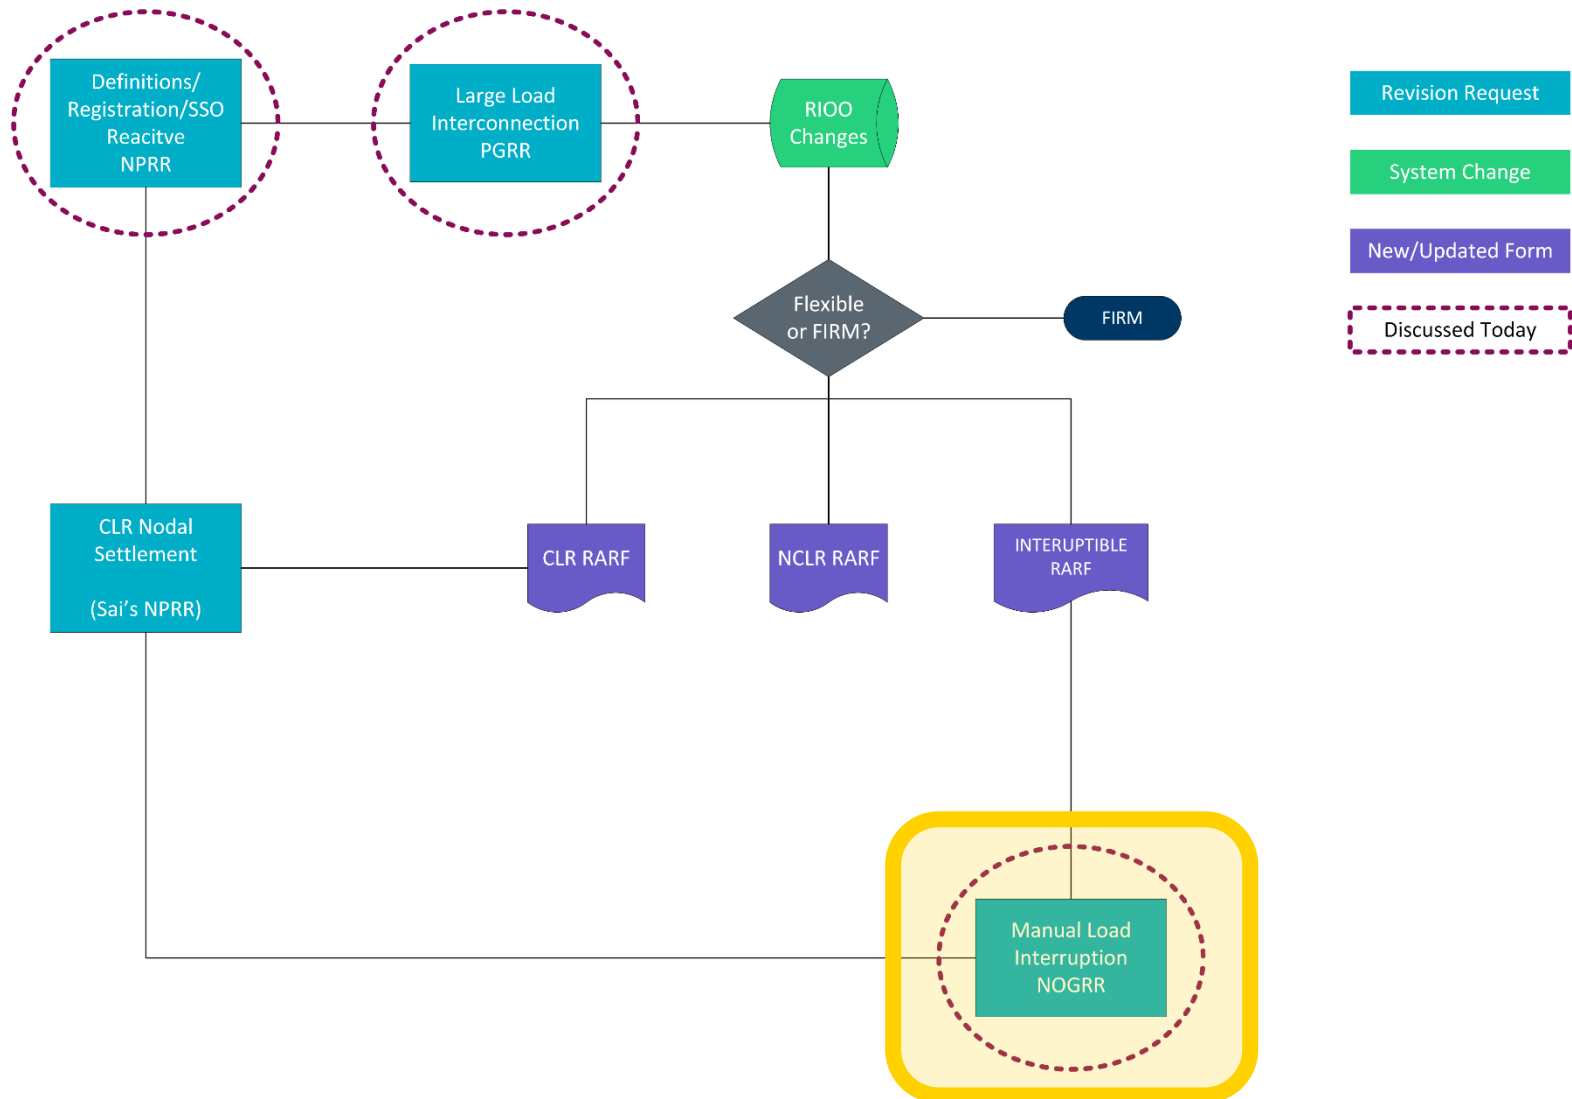 Definitions/
Registration/SSO
Reacitve
NPRR
Large Load
Interconnection
PGRR
RIOO
Changes
Revision Request
System Change
New/Updated Form
Discussed Today
Flexible
or FIRM?
FIRM
CLR Nodal
Settlement
(Sai's NPRR)
CLR RARF
NCLR RARF
INTERUPTIBLE
RARF
Manual Load
Interruption
NOGRR